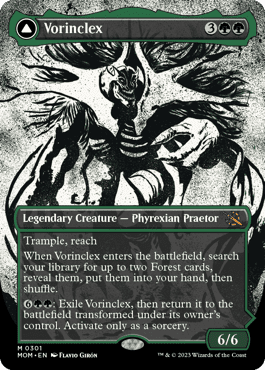 Vorinclex 3
Legendary Creature — Phyrexian Praetor
Trample, reach
When Vorinclex enters the battlefield, search
your library for up to two Forest cards,
reveal them, put them into your hand, then
shuffle.
6: Exile Vorinclex, then return it to the
battlefield transformed under its owner's
control. Activate only as a sorcery.
6/6
M 0301
MOM • EN Flavio Girón
™ & © 2023 Wizards of the Coast